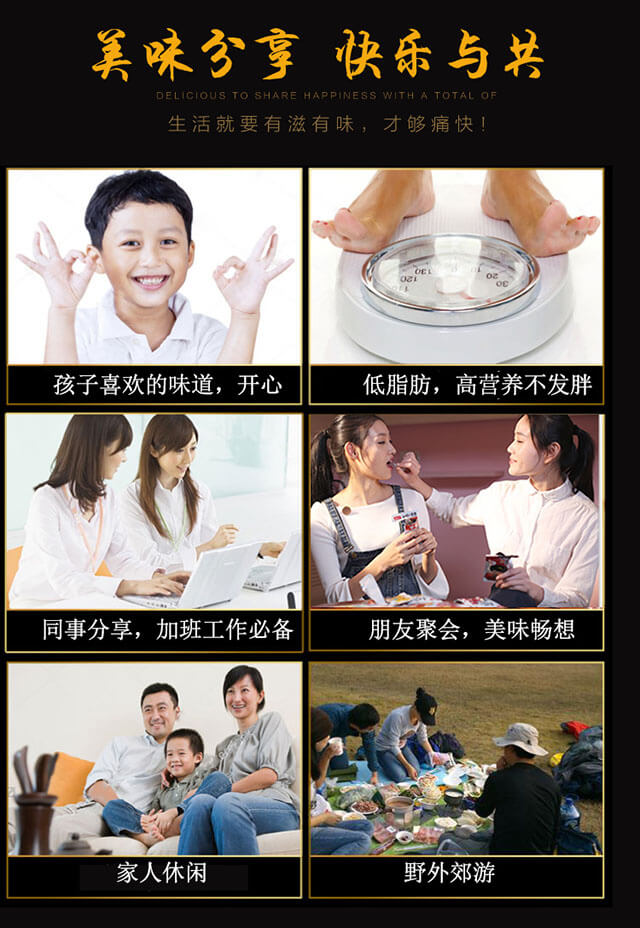 美味分享 快乐与共
DELICIOUS TO SHARE HAPPINESS WITH A TOTAL OF
生活就要有滋有味，才够痛快！
孩子喜欢的味道，开心
低脂肪，高营养不发胖
同事分享，加班工作必备
朋友聚会，美味畅想
家人休闲
野外郊游